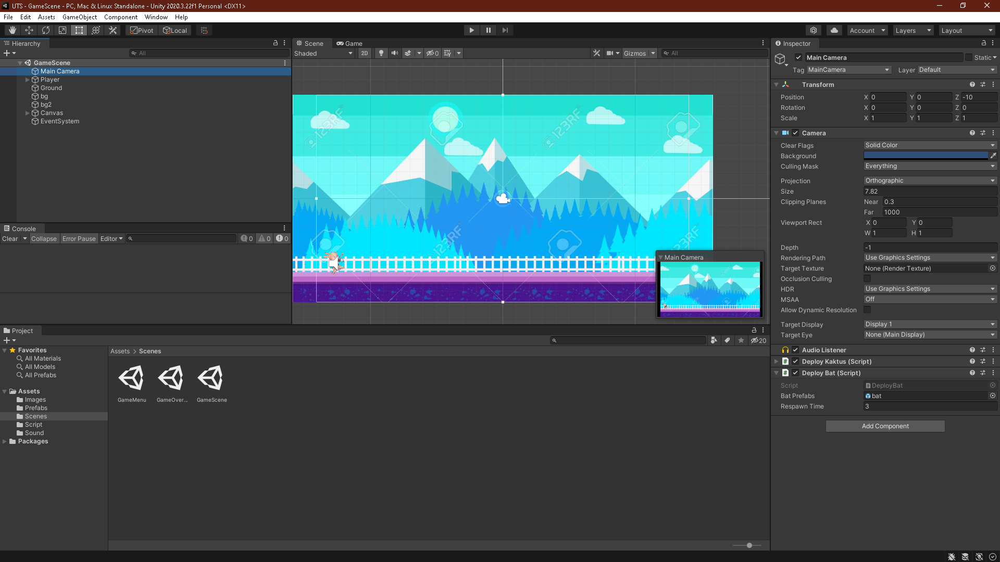 UTS - GameScene - PC, Mac & Linux Standalone - Unity 2020.3.22f1 Personal <DX11>
File Edit Assets GameObject Component Window Help
Pivot Local Account Layers Layout
Hierarchy
All
GameScene
Main Camera
Player
Ground
bg
bg2
Canvas
EventSystem
Console
Clear Collapse Error Pause Editor 0 0 0
Scene Game
Shaded 2D 0 Gizmos All
123RF
123RF
123RF
123RF
123RF
Main Camera
Project
20
Favorites
All Materials
All Models
All Prefabs
Assets
Images
Prefabs
Scenes
Script
Sound
Packages
Assets > Scenes
GameMenu GameOver... GameScene
Inspector
Main Camera Static
Tag MainCamera Layer Default
Transform
Position X 0 Y 0 Z -10
Rotation X 0 Y 0 Z 0
Scale X 1 Y 1 Z 1
Camera
Clear Flags Solid Color
Background
Culling Mask Everything
Projection Orthographic
Size 7.82
Clipping Planes Near 0.3
Far 1000
Viewport Rect X 0 Y 0
W 1 H 1
Depth -1
Rendering Path Use Graphics Settings
Target Texture None (Render Texture)
Occlusion Culling
HDR Use Graphics Settings
MSAA Off
Allow Dynamic Resolution
Target Display Display 1
Target Eye None (Main Display)
Audio Listener
# Deploy Kaktus (Script)
# Deploy Bat (Script)
Script DeployBat
Bat Prefabs bat
Respawn Time 3
Add Component